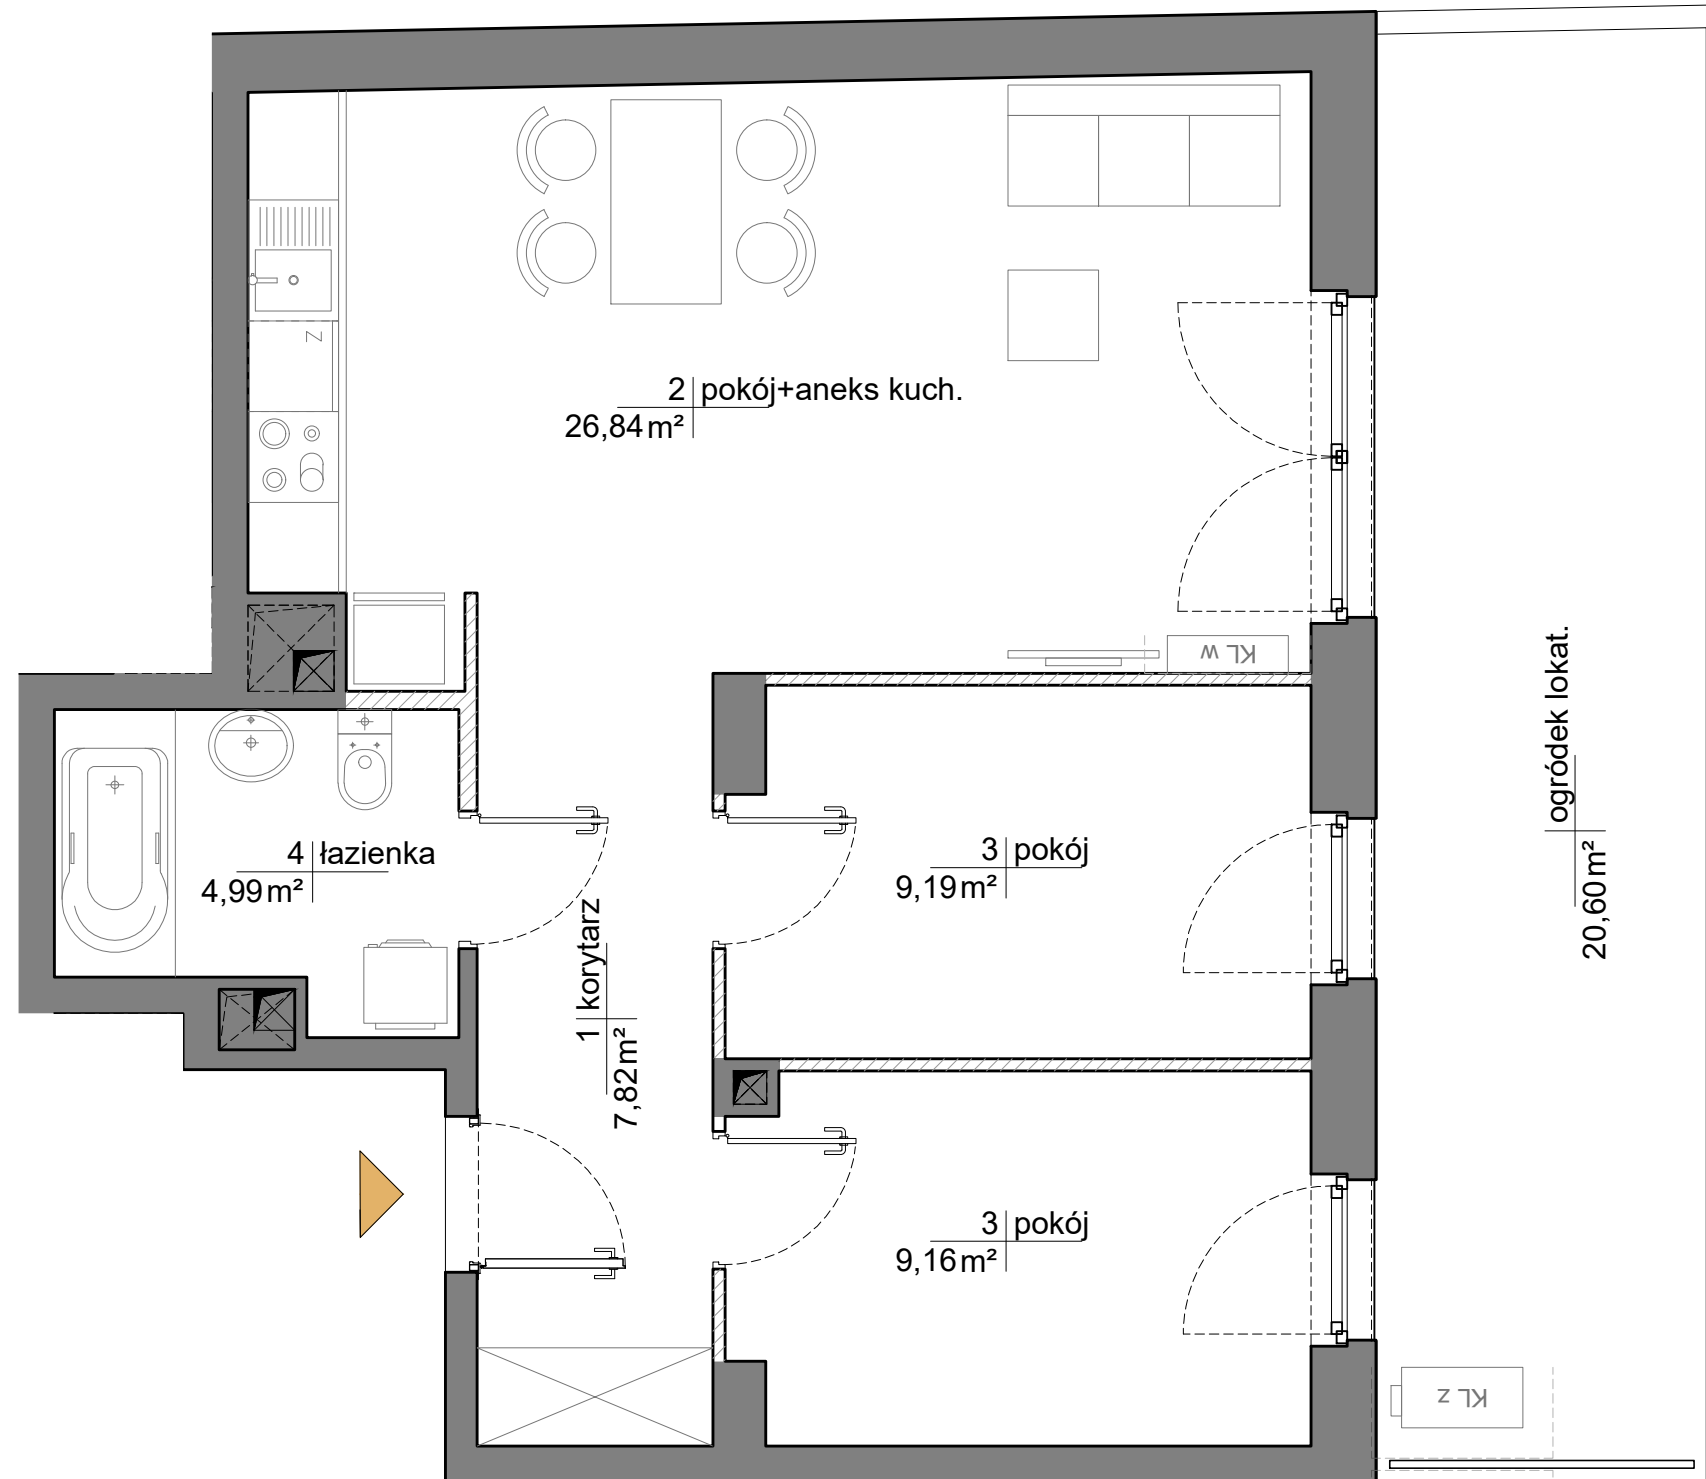 Z
2 pokój+aneks kuch.
26,84 m²
KL w
4 łazienka
4,99 m²
3 pokój
9,19 m²
1 korytarz
7,82 m²
ogródek lokat.
20,60 m²
3 pokój
9,16 m²
KL z